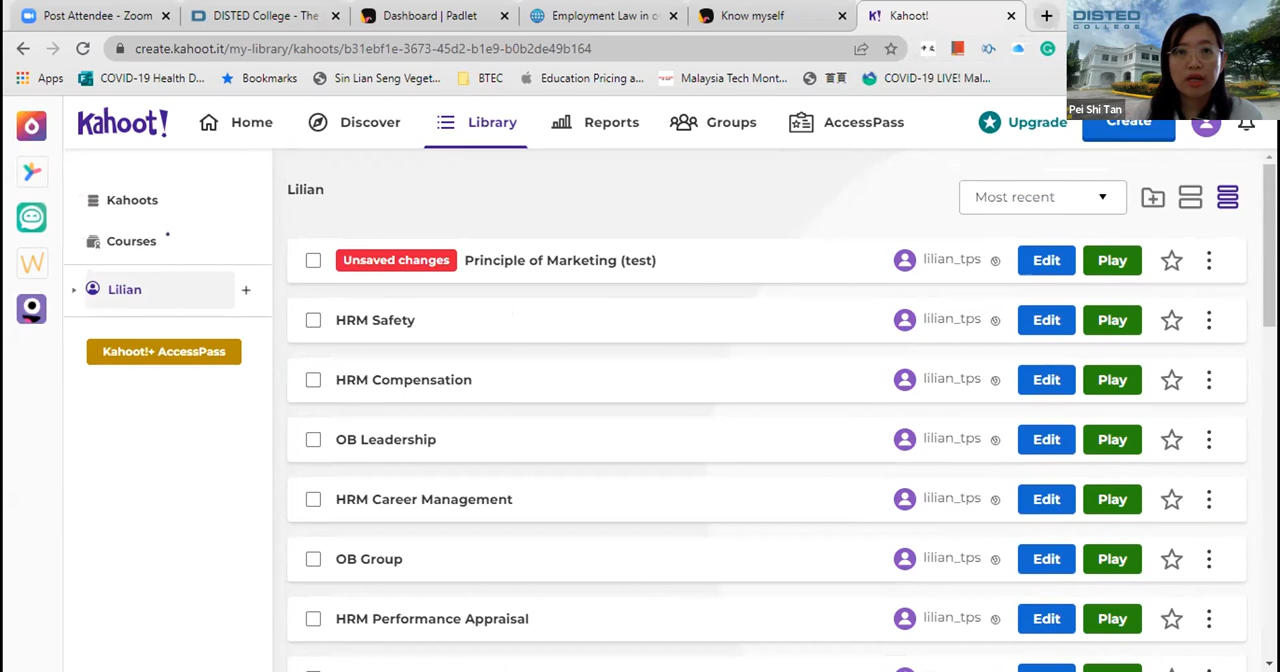 Post Attendee - Zoom
DISTED College - The
Dashboard | Padlet
Employment Law in o
Know myself
Kahoot!
create.kahoot.it/my-library/kahoots/b31ebf1e-3673-45d2-b1e9-b0b2de49b164
Apps
COVID-19 Health D...
Bookmarks
Sin Lian Seng Veget...
BTEC
Education Pricing a...
Malaysia Tech Mont...
首頁
COVID-19 LIVE! Mal...
DISTED
COLLEGE
Pei Shi Tan
Kahoot!
Home
Discover
Library
Reports
Groups
AccessPass
Upgrade
Create
Kahoots
Courses
Lilian
Kahoot!+ AccessPass
Lilian
Most recent
Unsaved changes Principle of Marketing (test) lilian_tps Edit Play
HRM Safety lilian_tps Edit Play
HRM Compensation lilian_tps Edit Play
OB Leadership lilian_tps Edit Play
HRM Career Management lilian_tps Edit Play
OB Group lilian_tps Edit Play
HRM Performance Appraisal lilian_tps Edit Play